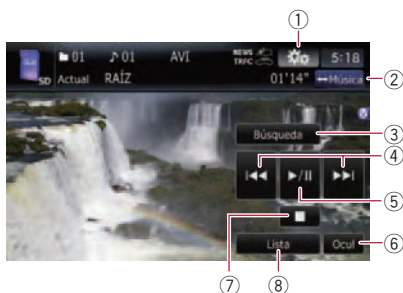 ①
01 01 AVI NEWS TRFC 5:18 ②
SD Actual RAÍZ 01'14" Música
Búsqueda ③
④
⑤
Lista Ocul ⑥
⑦ ⑧